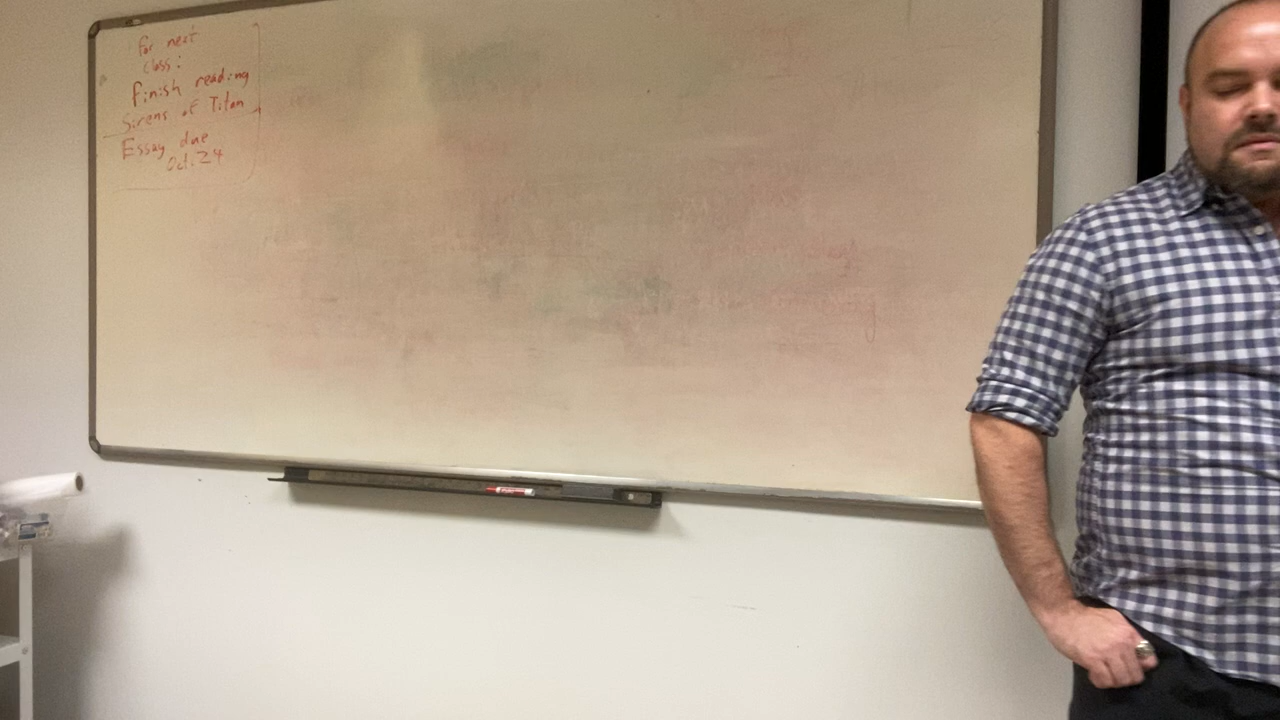 for next
class:
finish reading
Sirens of Titan
Essay due
Oct. 24